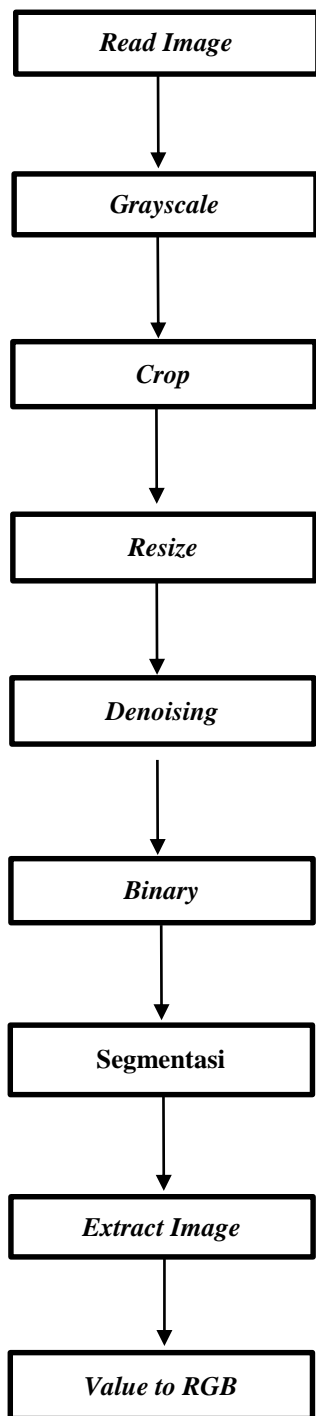 Read Image
Grayscale
Crop
Resize
Denoising
Binary
Segmentasi
Extract Image
Value to RGB